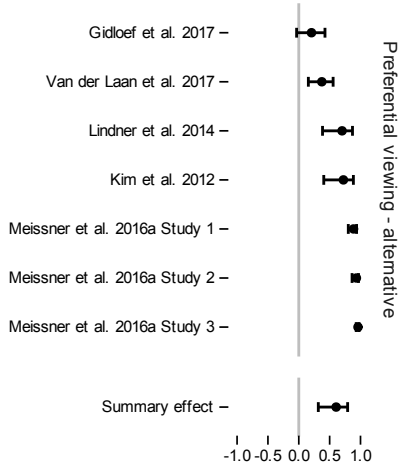 Gidloef et al. 2017
Van der Laan et al. 2017
Lindner et al. 2014
Kim et al. 2012
Meissner et al. 2016a Study 1
Meissner et al. 2016a Study 2
Meissner et al. 2016a Study 3
Summary effect
-1.0 -0.5 0.0 0.5 1.0
Preferential viewing - alternative